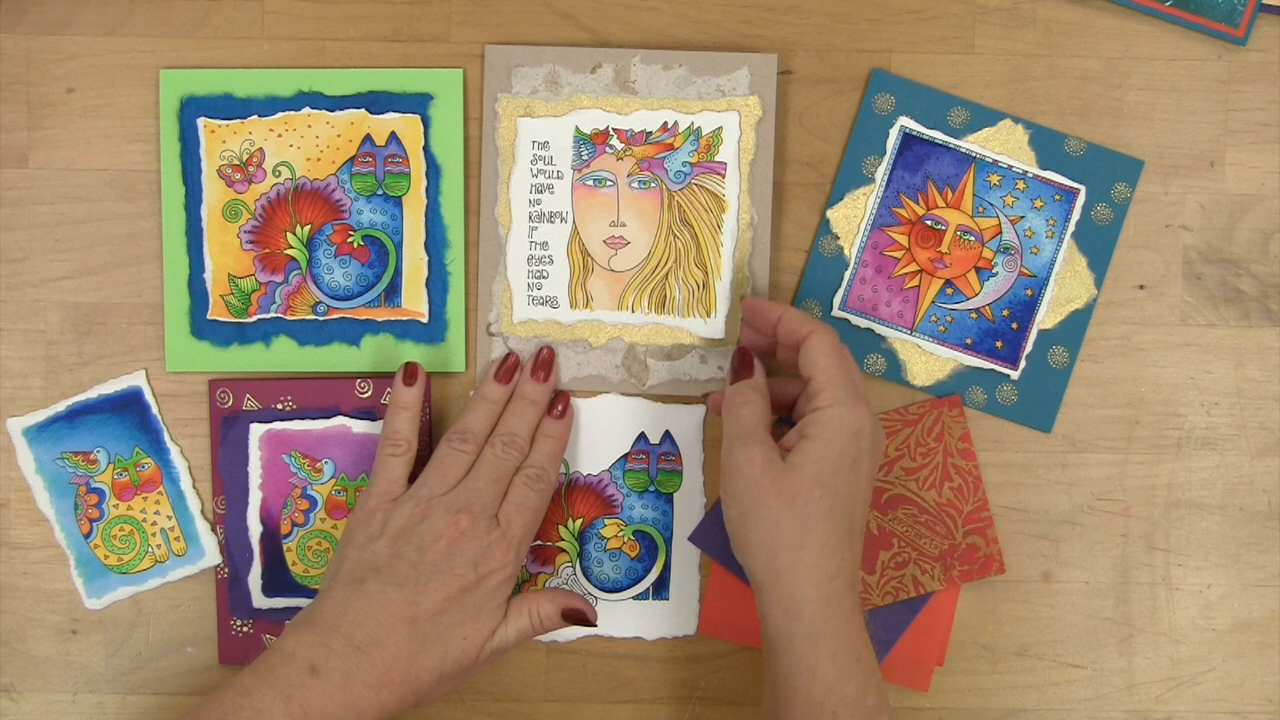 THE
SOUL
WOULD
HAVE
NO
RAINBOW
IF
THE
EYES
HAD
NO
TEARS.